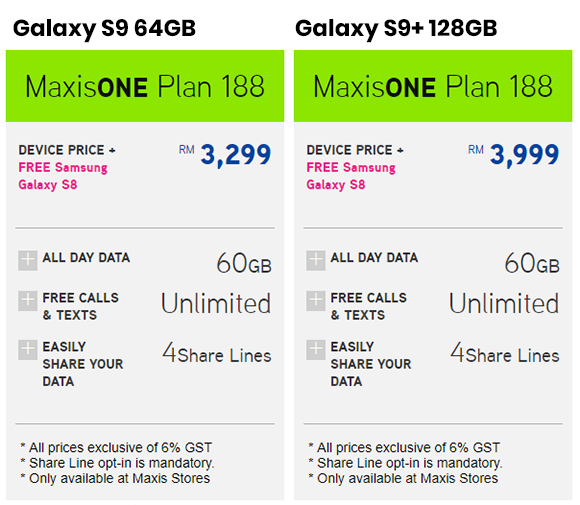 Galaxy S9 64GB
MaxisONE Plan 188
DEVICE PRICE +
FREE Samsung
Galaxy S8
RM 3,299
ALL DAY DATA
60GB
FREE CALLS
& TEXTS
Unlimited
EASILY
SHARE YOUR
DATA
4Share Lines
* All prices exclusive of 6% GST
* Share Line opt-in is mandatory.
* Only available at Maxis Stores
Galaxy S9+ 128GB
MaxisONE Plan 188
DEVICE PRICE +
FREE Samsung
Galaxy S8
RM 3,999
ALL DAY DATA
60GB
FREE CALLS
& TEXTS
Unlimited
EASILY
SHARE YOUR
DATA
4Share Lines
* All prices exclusive of 6% GST
* Share Line opt-in is mandatory.
* Only available at Maxis Stores